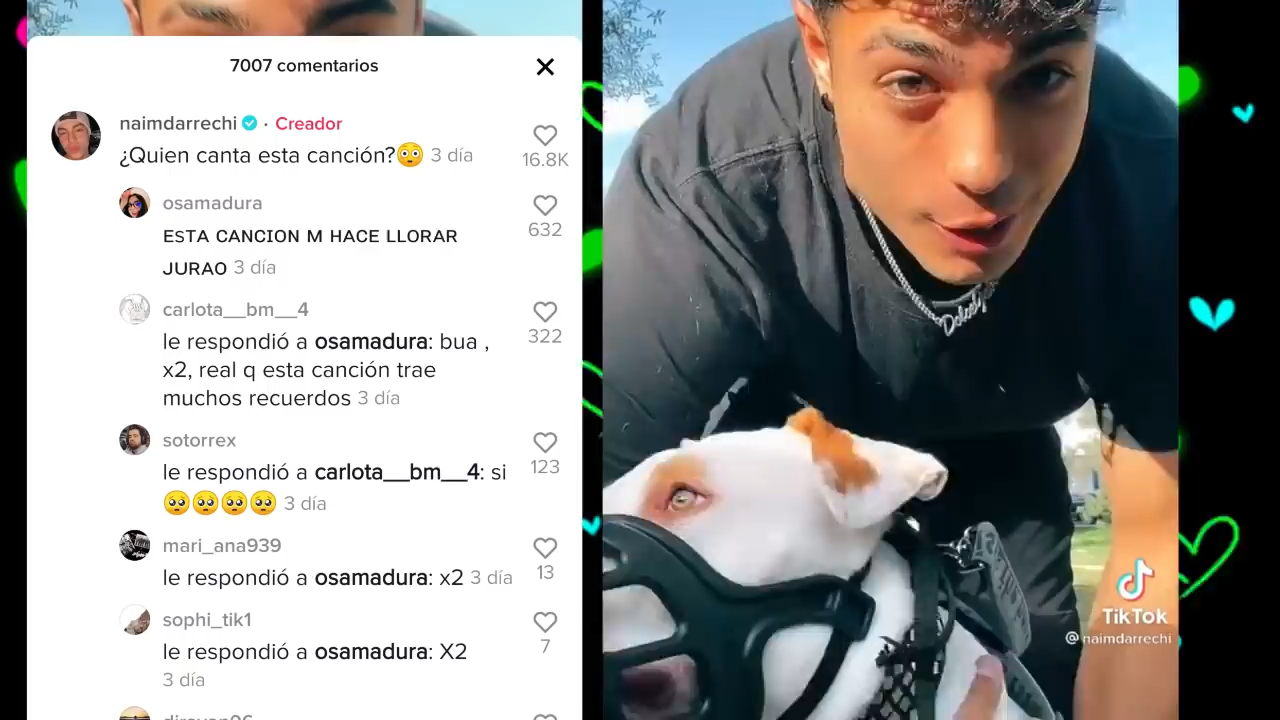 7007 comentarios
naimdarrechi · Creador
¿Quien canta esta canción?😳 3 día
16.8K
osamadura
ESTA CANCION M HACE LLORAR
JURAO 3 día
632
carlota__bm__4
le respondió a osamadura: bua ,
x2, real q esta canción trae
muchos recuerdos 3 día
322
sotorrex
le respondió a carlota__bm__4: si
🥺🥺🥺🥺 3 día
123
mari_ana939
le respondió a osamadura: x2 3 día
13
sophi_tik1
le respondió a osamadura: X2
3 día
7
TikTok
@naimdarrechi